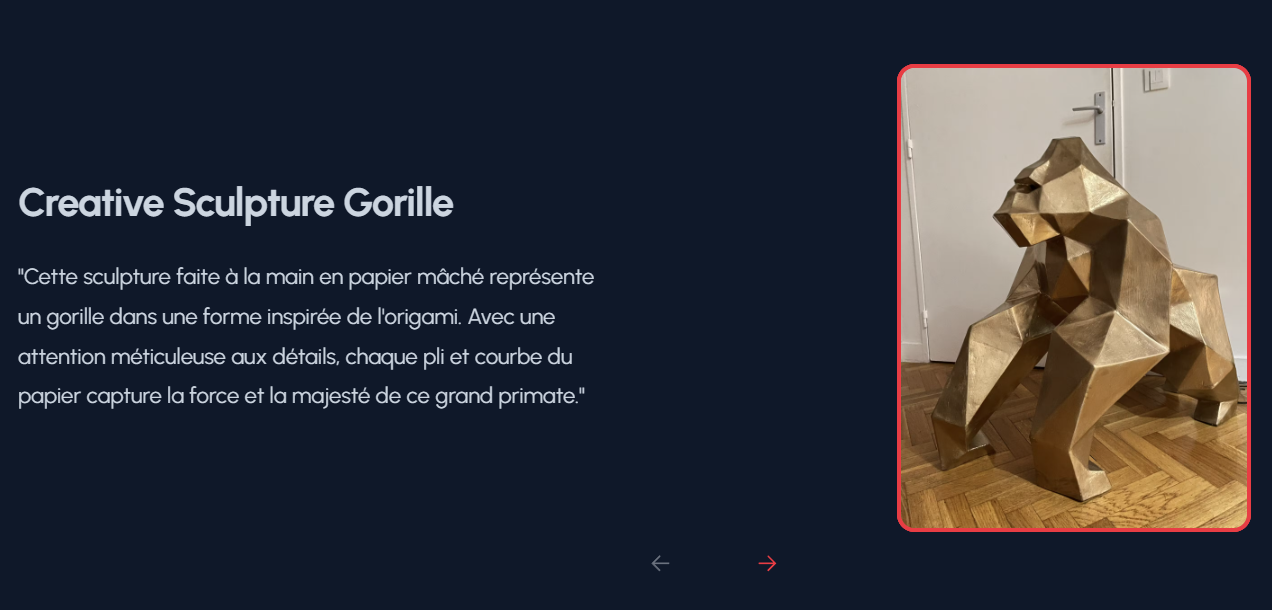 Creative Sculpture Gorille
"Cette sculpture faite à la main en papier mâché représente
un gorille dans une forme inspirée de l'origami. Avec une
attention méticuleuse aux détails, chaque pli et courbe du
papier capture la force et la majesté de ce grand primate."